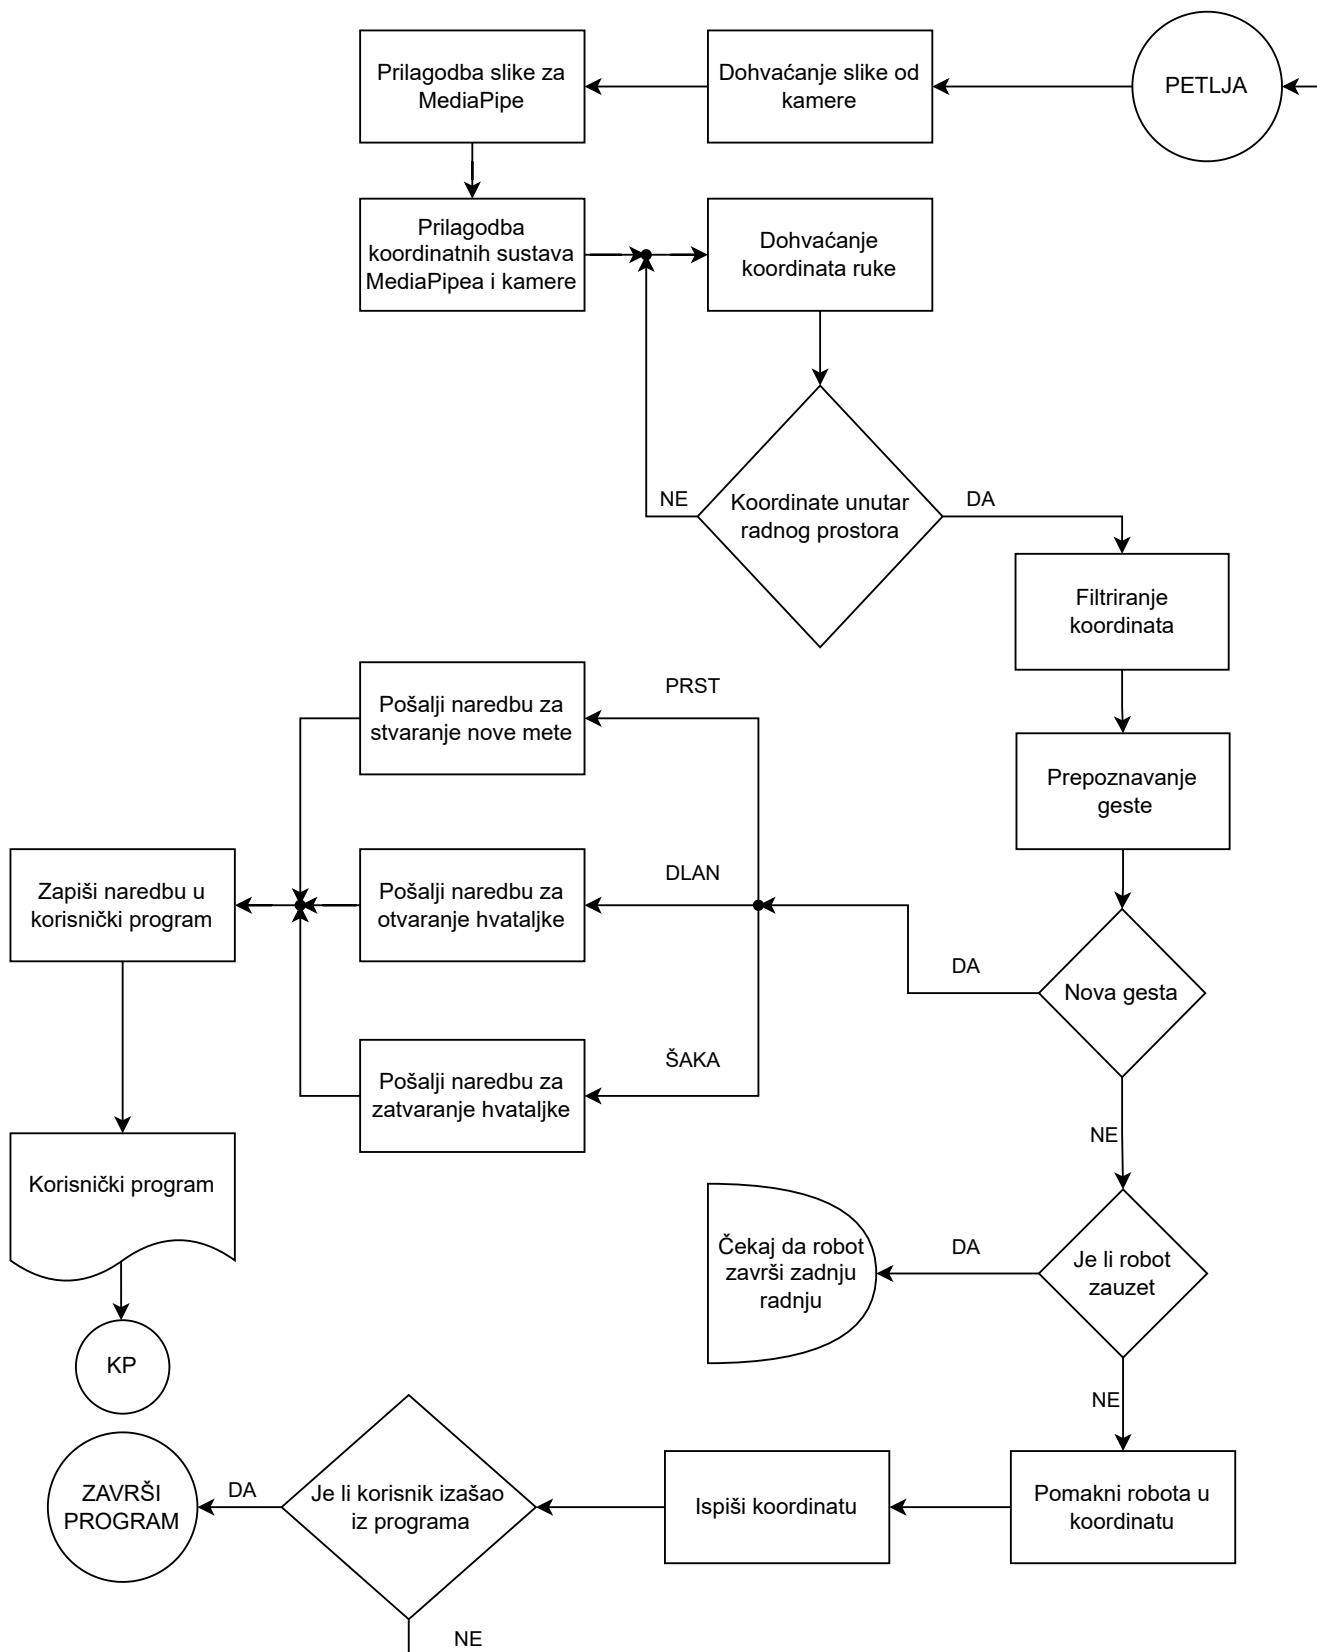 Prilagodba slike za
MediaPipe
Dohvaćanje slike od
kamere
PETLJA
Prilagodba
koordinatnih sustava
MediaPipea i kamere
Dohvaćanje
koordinata ruke
NE
Koordinate unutar
radnog prostora
DA
Filtriranje
koordinata
Pošalji naredbu za
stvaranje nove mete
PRST
Prepoznavanje
geste
Zapiši naredbu u
korisnički program
Pošalji naredbu za
otvaranje hvataljke
DLAN
DA
Nova gesta
Pošalji naredbu za
zatvaranje hvataljke
ŠAKA
NE
Korisnički program
Čekaj da robot
završi zadnju
radnju
DA
Je li robot
zauzet
KP
NE
ZAVRŠI
PROGRAM
DA
Je li korisnik izašao
iz programa
Ispiši koordinatu
Pomakni robota u
koordinatu
NE